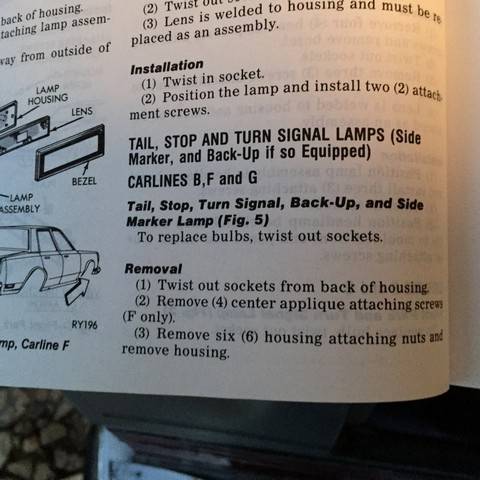 back of housing.
taching lamp assem-
way from outside of
LAMP
HOUSING
LENS
BEZEL
LAMP
ASSEMBLY
RY196
mp, Carline F
(2) Twist out
(3) Lens is welded to housing and must be re
placed as an assembly.
Installation
(1) Twist in socket.
(2) Position the lamp and install two (2) attach-
ment screws.
TAIL, STOP AND TURN SIGNAL LAMPS (Side
Marker, and Back-Up if so Equipped)
CARLINES B,F and G
Tail, Stop, Turn Signal, Back-Up, and Side
Marker Lamp (Fig. 5)
To replace bulbs, twist out sockets.
Removal
(1) Twist out sockets from back of housing.
(2) Remove (4) center applique attaching screws
(F only).
(3) Remove six (6) housing attaching nuts and
remove housing.